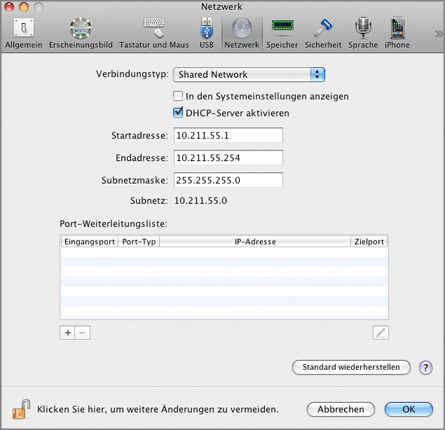 Netzwerk
Allgemein Erscheinungsbild Tastatur und Maus USB Netzwerk Speicher Sicherheit Sprache iPhone
Verbindungstyp: Shared Network
In den Systemeinstellungen anzeigen
DHCP-Server aktivieren
Startadresse: 10.211.55.1
Endadresse: 10.211.55.254
Subnetzmaske: 255.255.255.0
Subnetz: 10.211.55.0
Port-Weiterleitungsliste:
Eingangsport Port-Typ IP-Adresse Zielport
+ −
Standard wiederherstellen ?
Klicken Sie hier, um weitere Änderungen zu vermeiden. Abbrechen OK